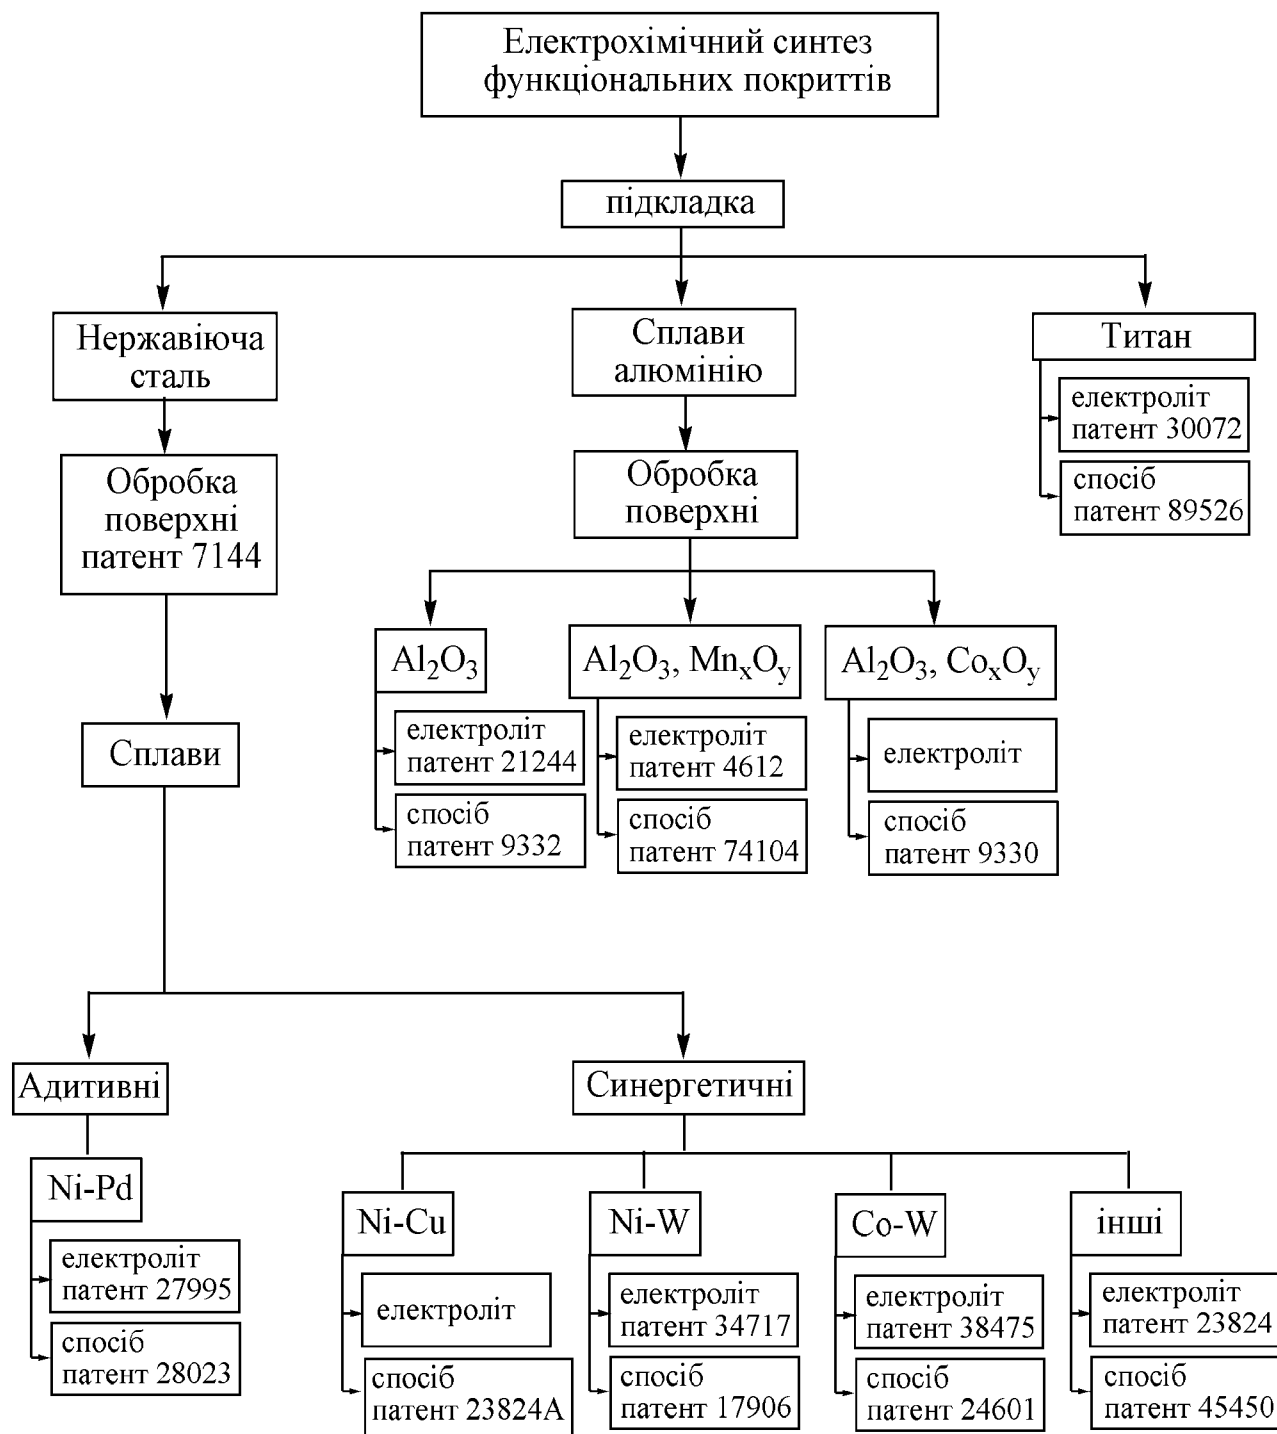 Електрохімічний синтез
функціональних покриттів
підкладка
Нержавіюча
сталь
Сплави
алюмінію
Титан
електроліт
патент 30072
спосіб
патент 89526
Обробка
поверхні
патент 7144
Обробка
поверхні
Al₂O₃
Al₂O₃, MnₓOᵧ
Al₂O₃, CoₓOᵧ
електроліт
патент 21244
спосіб
патент 9332
електроліт
патент 4612
спосіб
патент 74104
електроліт
спосіб
патент 9330
Сплави
Адитивні
Синергетичні
Ni-Pd
електроліт
патент 27995
спосіб
патент 28023
Ni-Cu
електроліт
спосіб
патент 23824А
Ni-W
електроліт
патент 34717
спосіб
патент 17906
Co-W
електроліт
патент 38475
спосіб
патент 24601
інші
електроліт
патент 23824
спосіб
патент 45450